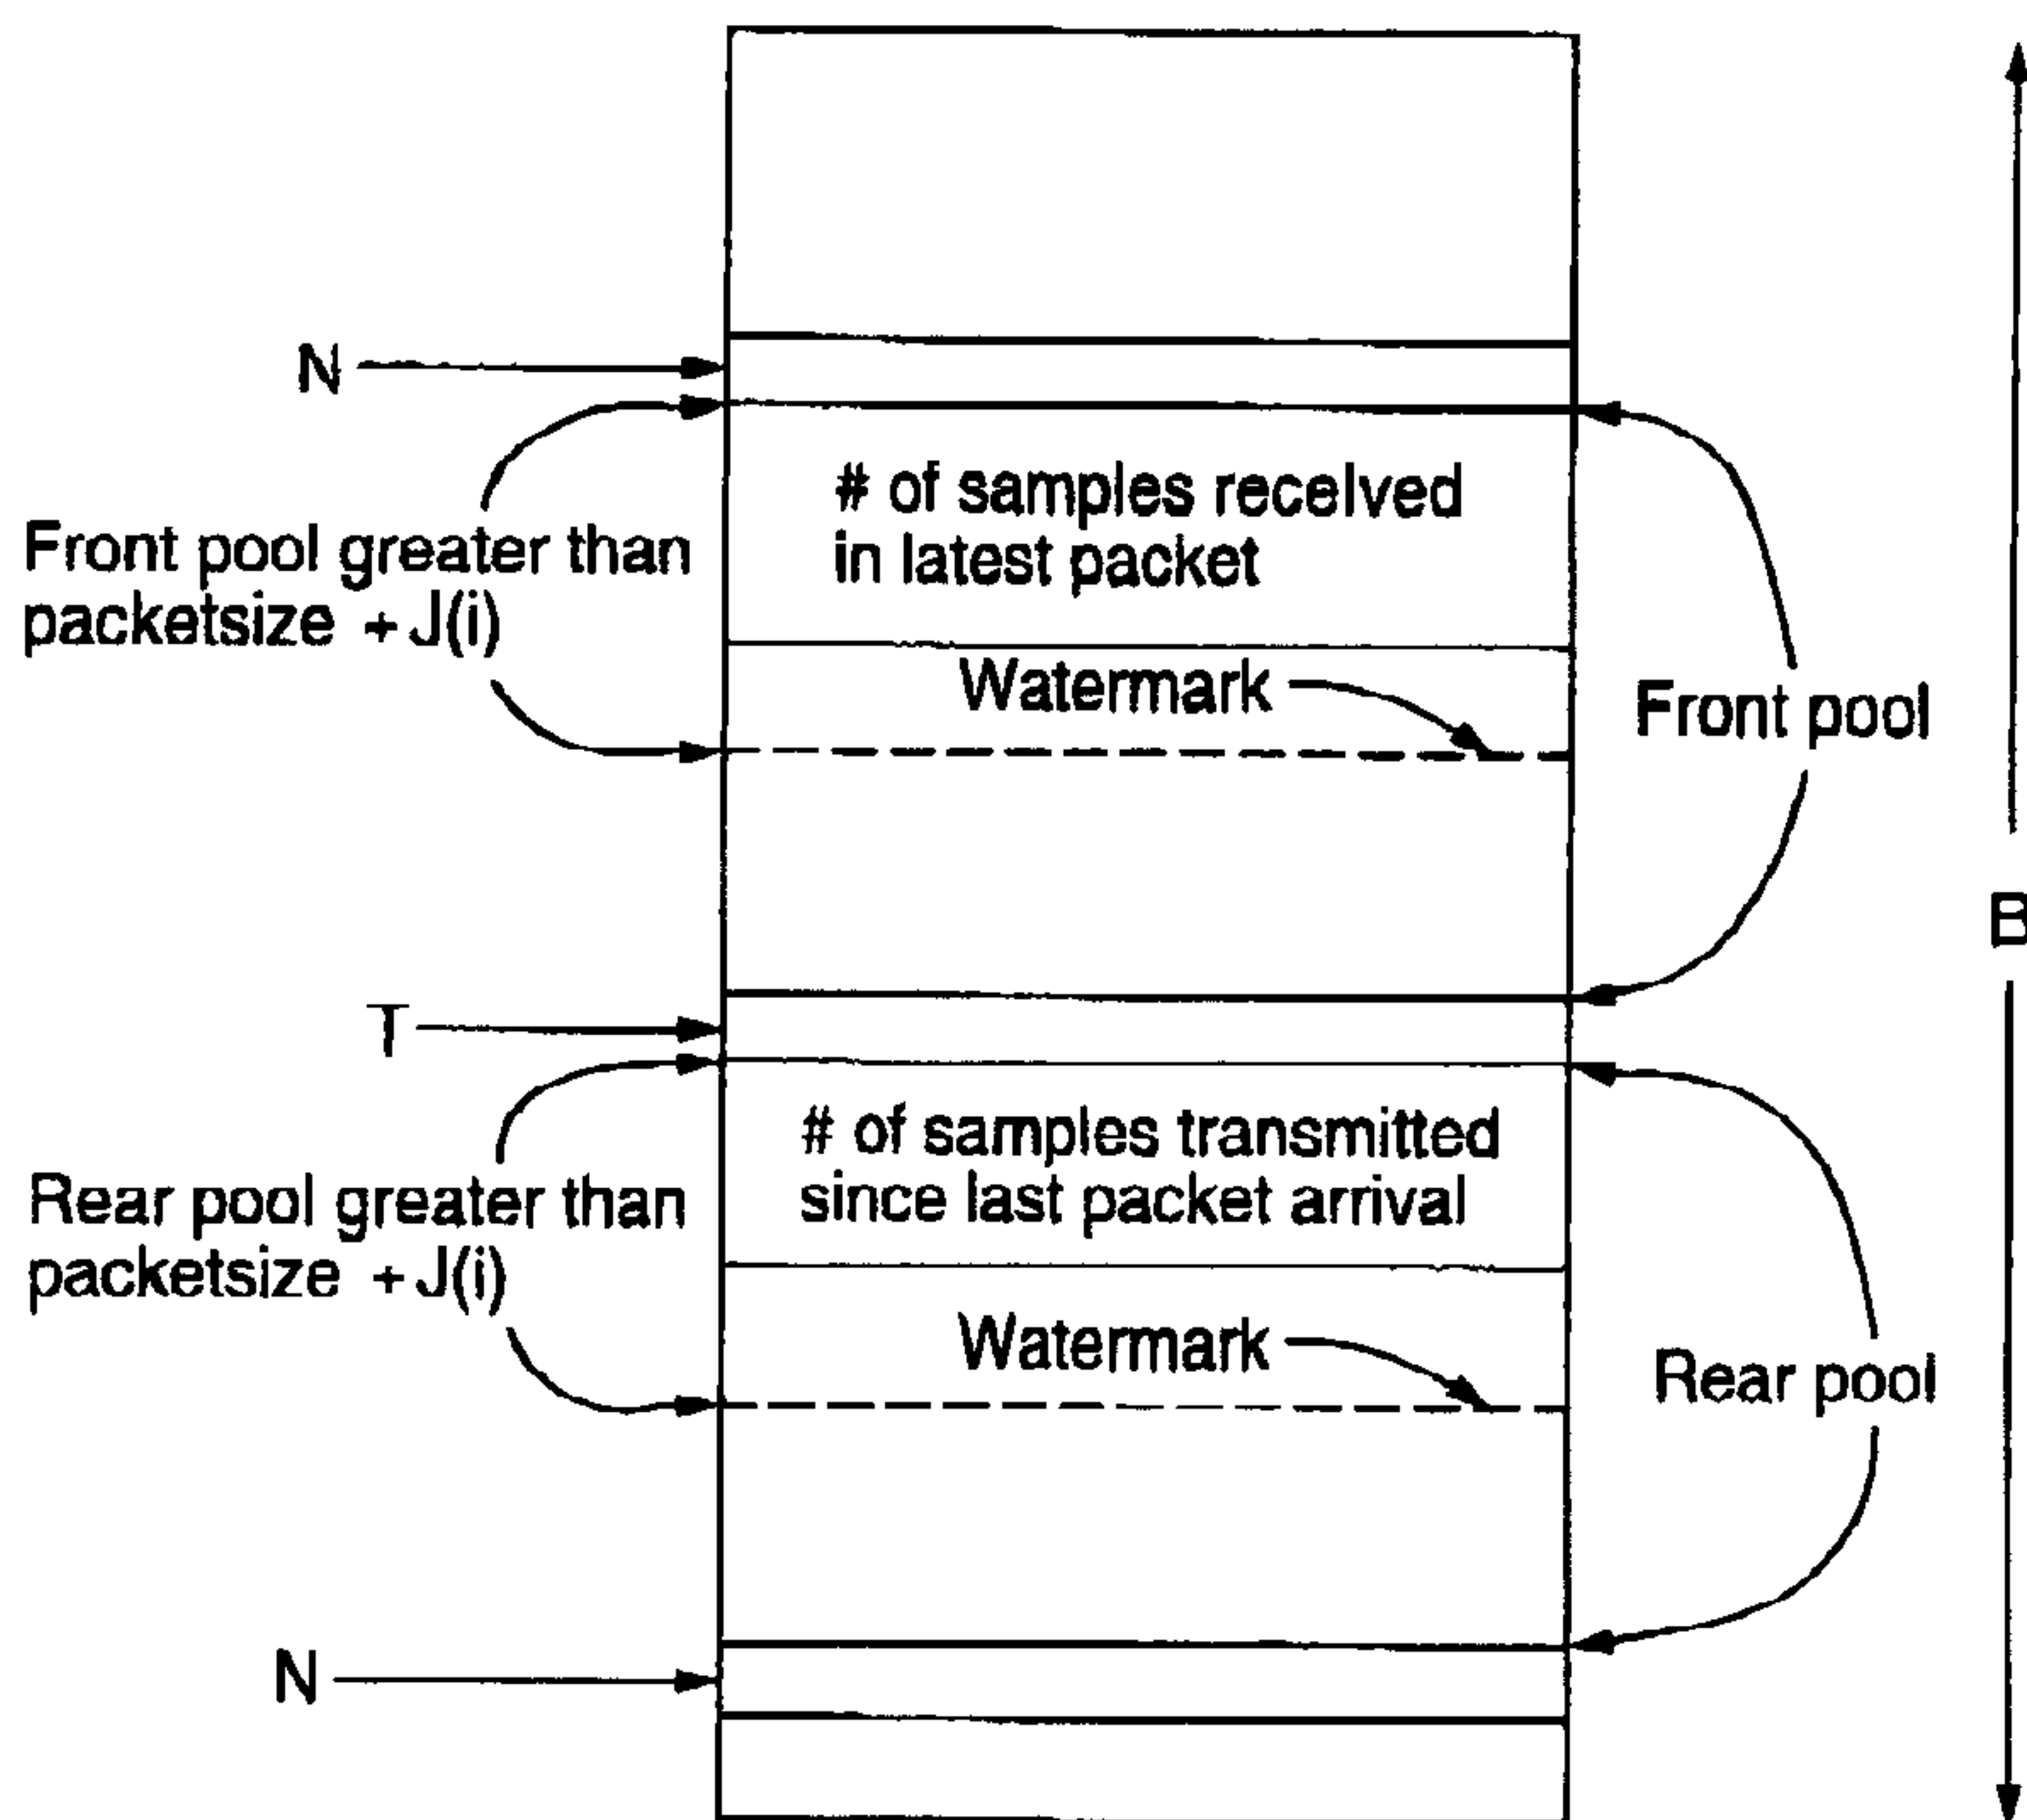 N
# of samples received
in latest packet
Front pool greater than
packetsize + J(i)
Watermark
Front pool
B
T
# of samples transmitted
since last packet arrival
Rear pool greater than
packetsize + J(i)
Watermark
Rear pool
N